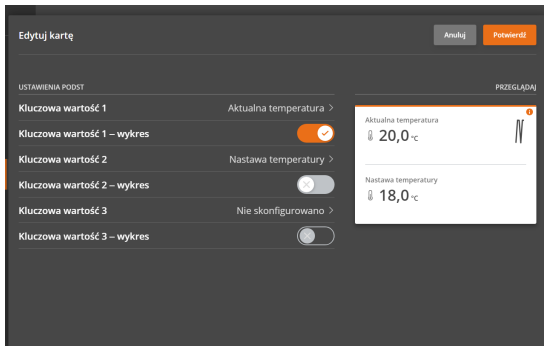 Edytuj kartę
Anuluj
Potwierdź
USTAWIENIA PODST
PRZEGLĄDAJ
Kluczowa wartość 1
Aktualna temperatura >
Kluczowa wartość 1 – wykres
Kluczowa wartość 2
Nastawa temperatury >
Kluczowa wartość 2 – wykres
Kluczowa wartość 3
Nie skonfigurowano >
Kluczowa wartość 3 – wykres
Aktualna temperatura
20,0 °C
Nastawa temperatury
18,0 °C